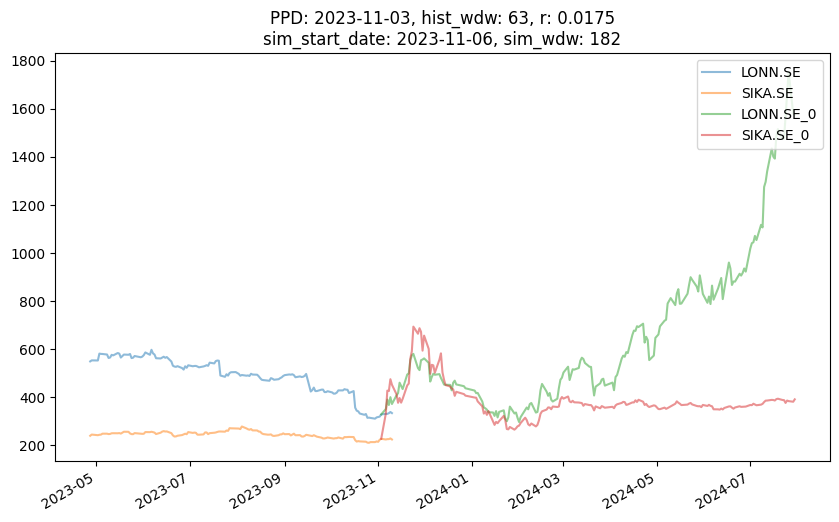 PPD: 2023-11-03, hist_wdw: 63, r: 0.0175
sim_start_date: 2023-11-06, sim_wdw: 182
1800
1600
1400
1200
1000
800
600
400
200
LONN.SE
SIKA.SE
LONN.SE_0
SIKA.SE_0
2023-05
2023-07
2023-09
2023-11
2024-01
2024-03
2024-05
2024-07